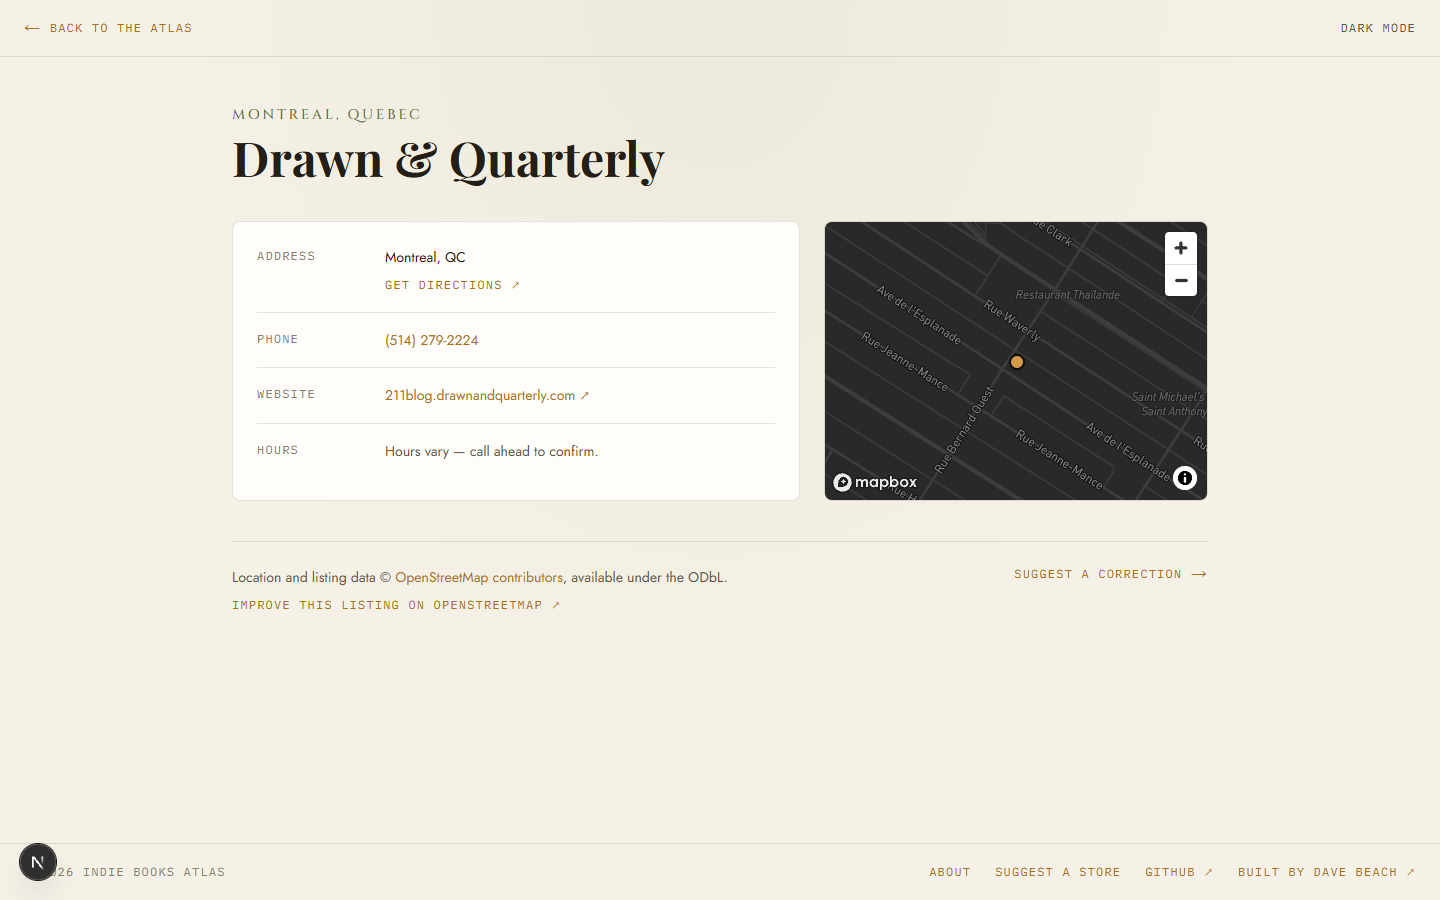 ← BACK TO THE ATLAS
DARK MODE
MONTREAL, QUEBEC
Drawn & Quarterly
ADDRESS
Montreal, QC
GET DIRECTIONS ↗
PHONE
(514) 279-2224
WEBSITE
211blog.drawnandquarterly.com ↗
HOURS
Hours vary — call ahead to confirm.
de Clark
Restaurant Thaïlande
Ave de l'Esplanade
Rue Waverly
Rue Jeanne-Mance
Saint Michael's
Saint Anthony
Rue Bernard Ouest
Ave de l'Esplanade
Rue Jeanne-Mance
Ru
mapbox
Rue H
Location and listing data © OpenStreetMap contributors, available under the ODbL.
SUGGEST A CORRECTION →
IMPROVE THIS LISTING ON OPENSTREETMAP ↗
N
26 INDIE BOOKS ATLAS
ABOUT
SUGGEST A STORE
GITHUB ↗
BUILT BY DAVE BEACH ↗